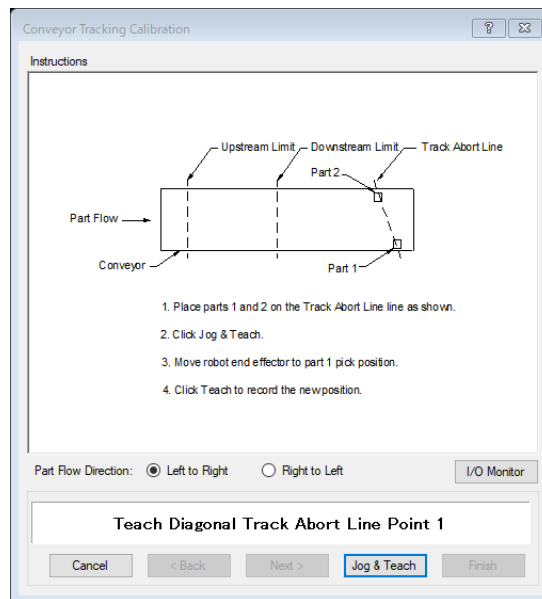 Conveyor Tracking Calibration
Instructions
Upstream Limit
Downstream Limit
Track Abort Line
Part 2
Part Flow
Conveyor
Part 1
1. Place parts 1 and 2 on the Track Abort Line line as shown.
2. Click Jog & Teach.
3. Move robot end effector to part 1 pick position.
4. Click Teach to record the new position.
Part Flow Direction: Left to Right Right to Left I/O Monitor
Teach Diagonal Track Abort Line Point 1
Cancel < Back Next > Jog & Teach Finish